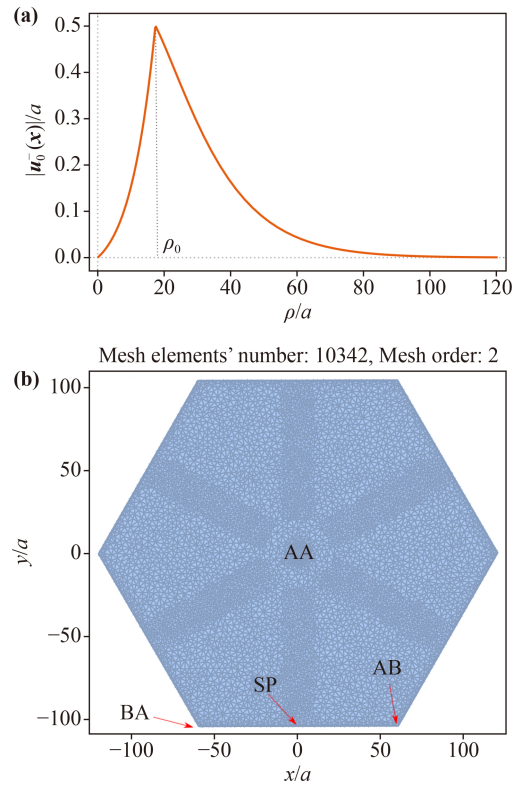 (a)
0.5
0.4
0.3
0.2
0.1
0.0
|u₀⁻(x)|/a
ρ₀
0 20 40 60 80 100 120
ρ/a
Mesh elements’ number: 10342, Mesh order: 2
(b)
100
50
0
−50
−100
y/a
AA
SP
AB
BA
−100 −50 0 50 100
x/a